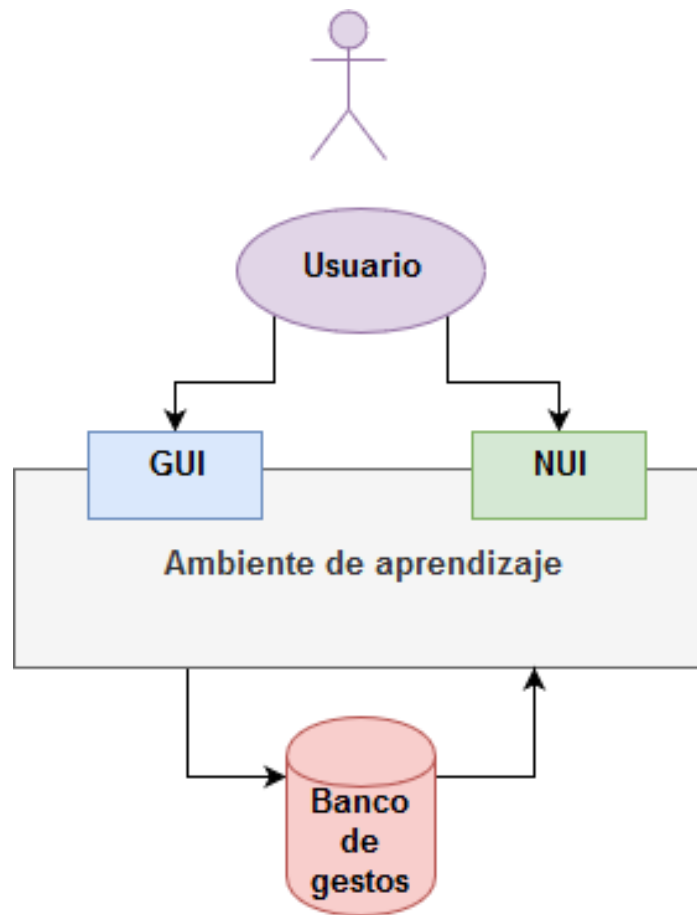 Usuario
GUI
NUI
Ambiente de aprendizaje
Banco
de
gestos